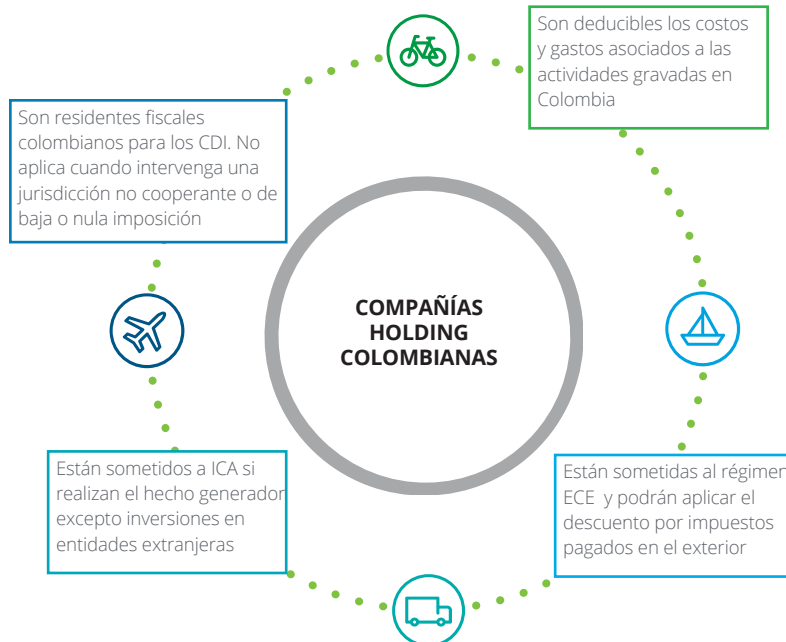 Son deducibles los costos
y gastos asociados a las
actividades gravadas en
Colombia
Son residentes fiscales
colombianos para los CDI. No
aplica cuando intervenga una
jurisdicción no cooperante o de
baja o nula imposición
COMPAÑÍAS
HOLDING
COLOMBIANAS
Están sometidos a ICA si
realizan el hecho generador
excepto inversiones en
entidades extranjeras
Están sometidas al régimen
ECE y podrán aplicar el
descuento por impuestos
pagados en el exterior